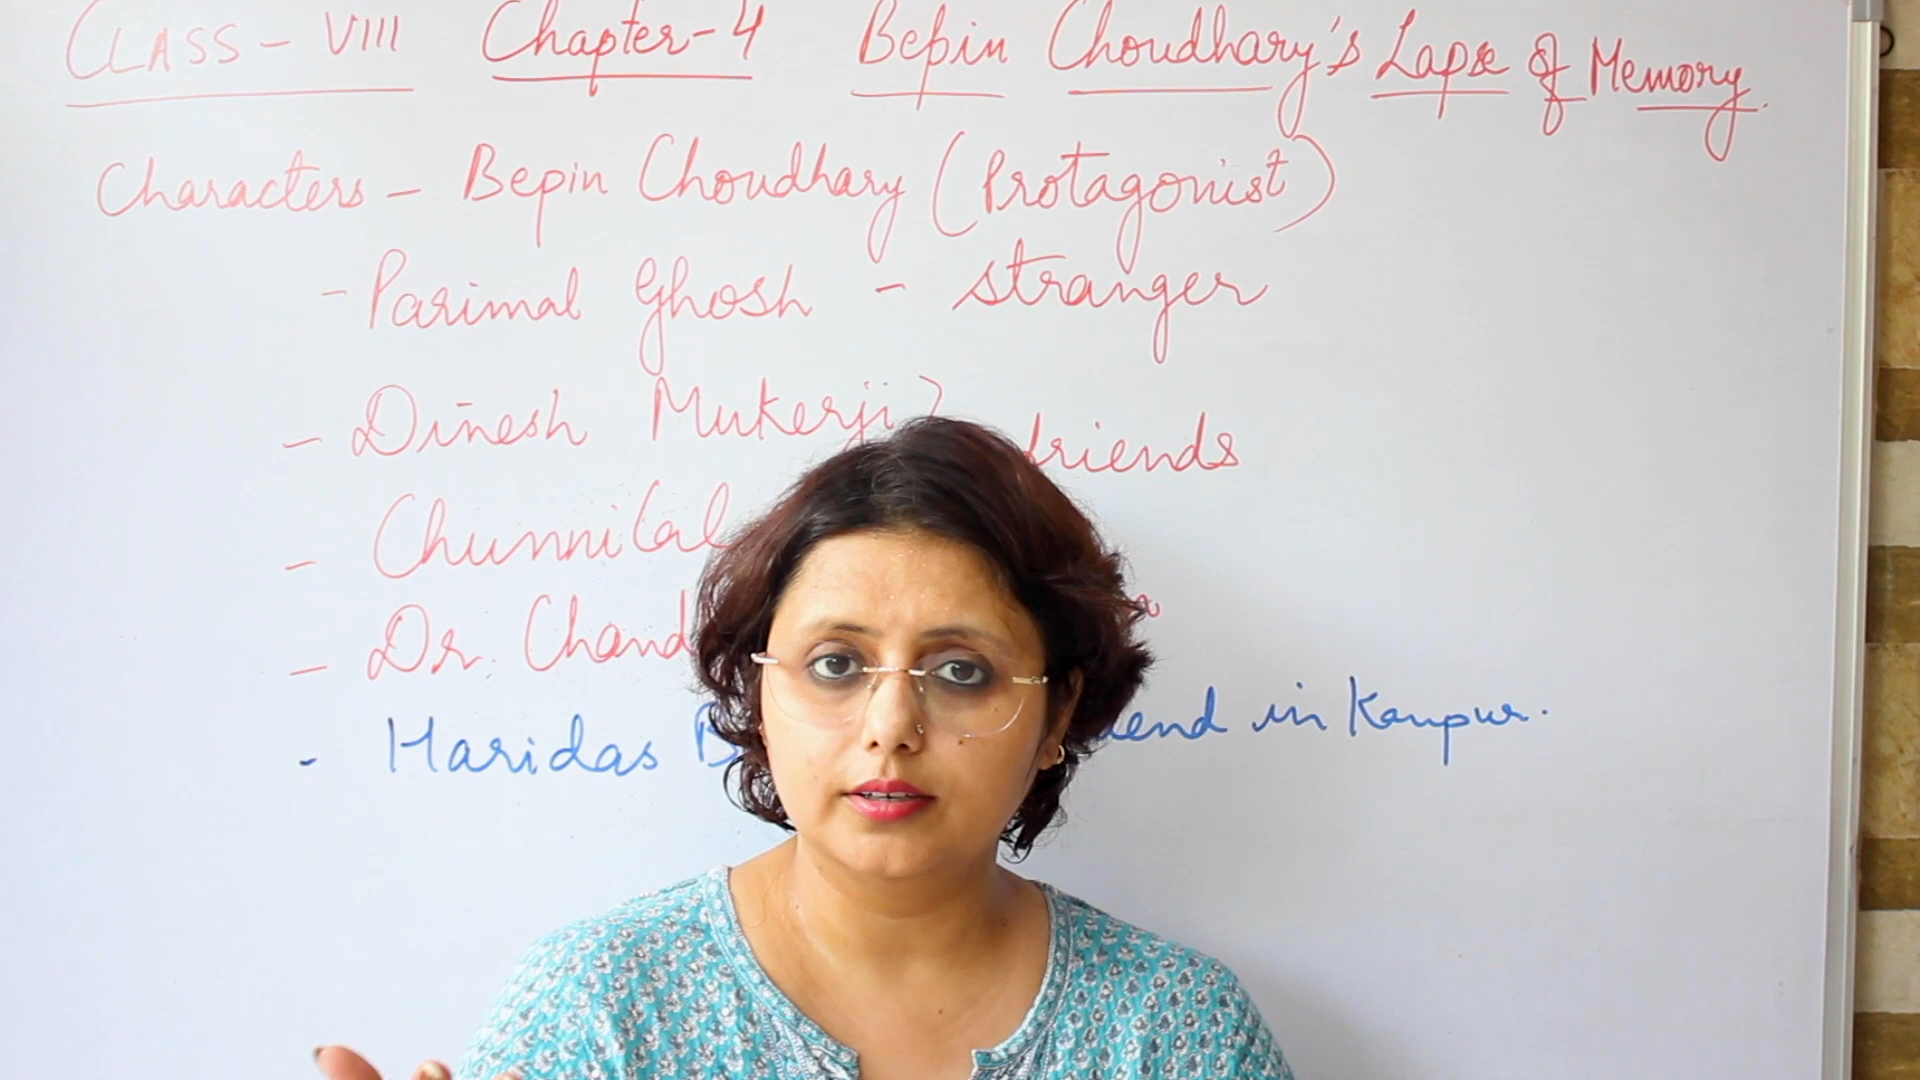 CLASS - VIII Chapter-4 Bepin Choudhary's Lapse of Memory.
Characters - Bepin Choudhary (Protagonist)
- Parimal Ghosh - stranger
- Dinesh Mukerji } friends
- Chunnilal
- Dr. Chand
- Haridas B end in Kanpur.